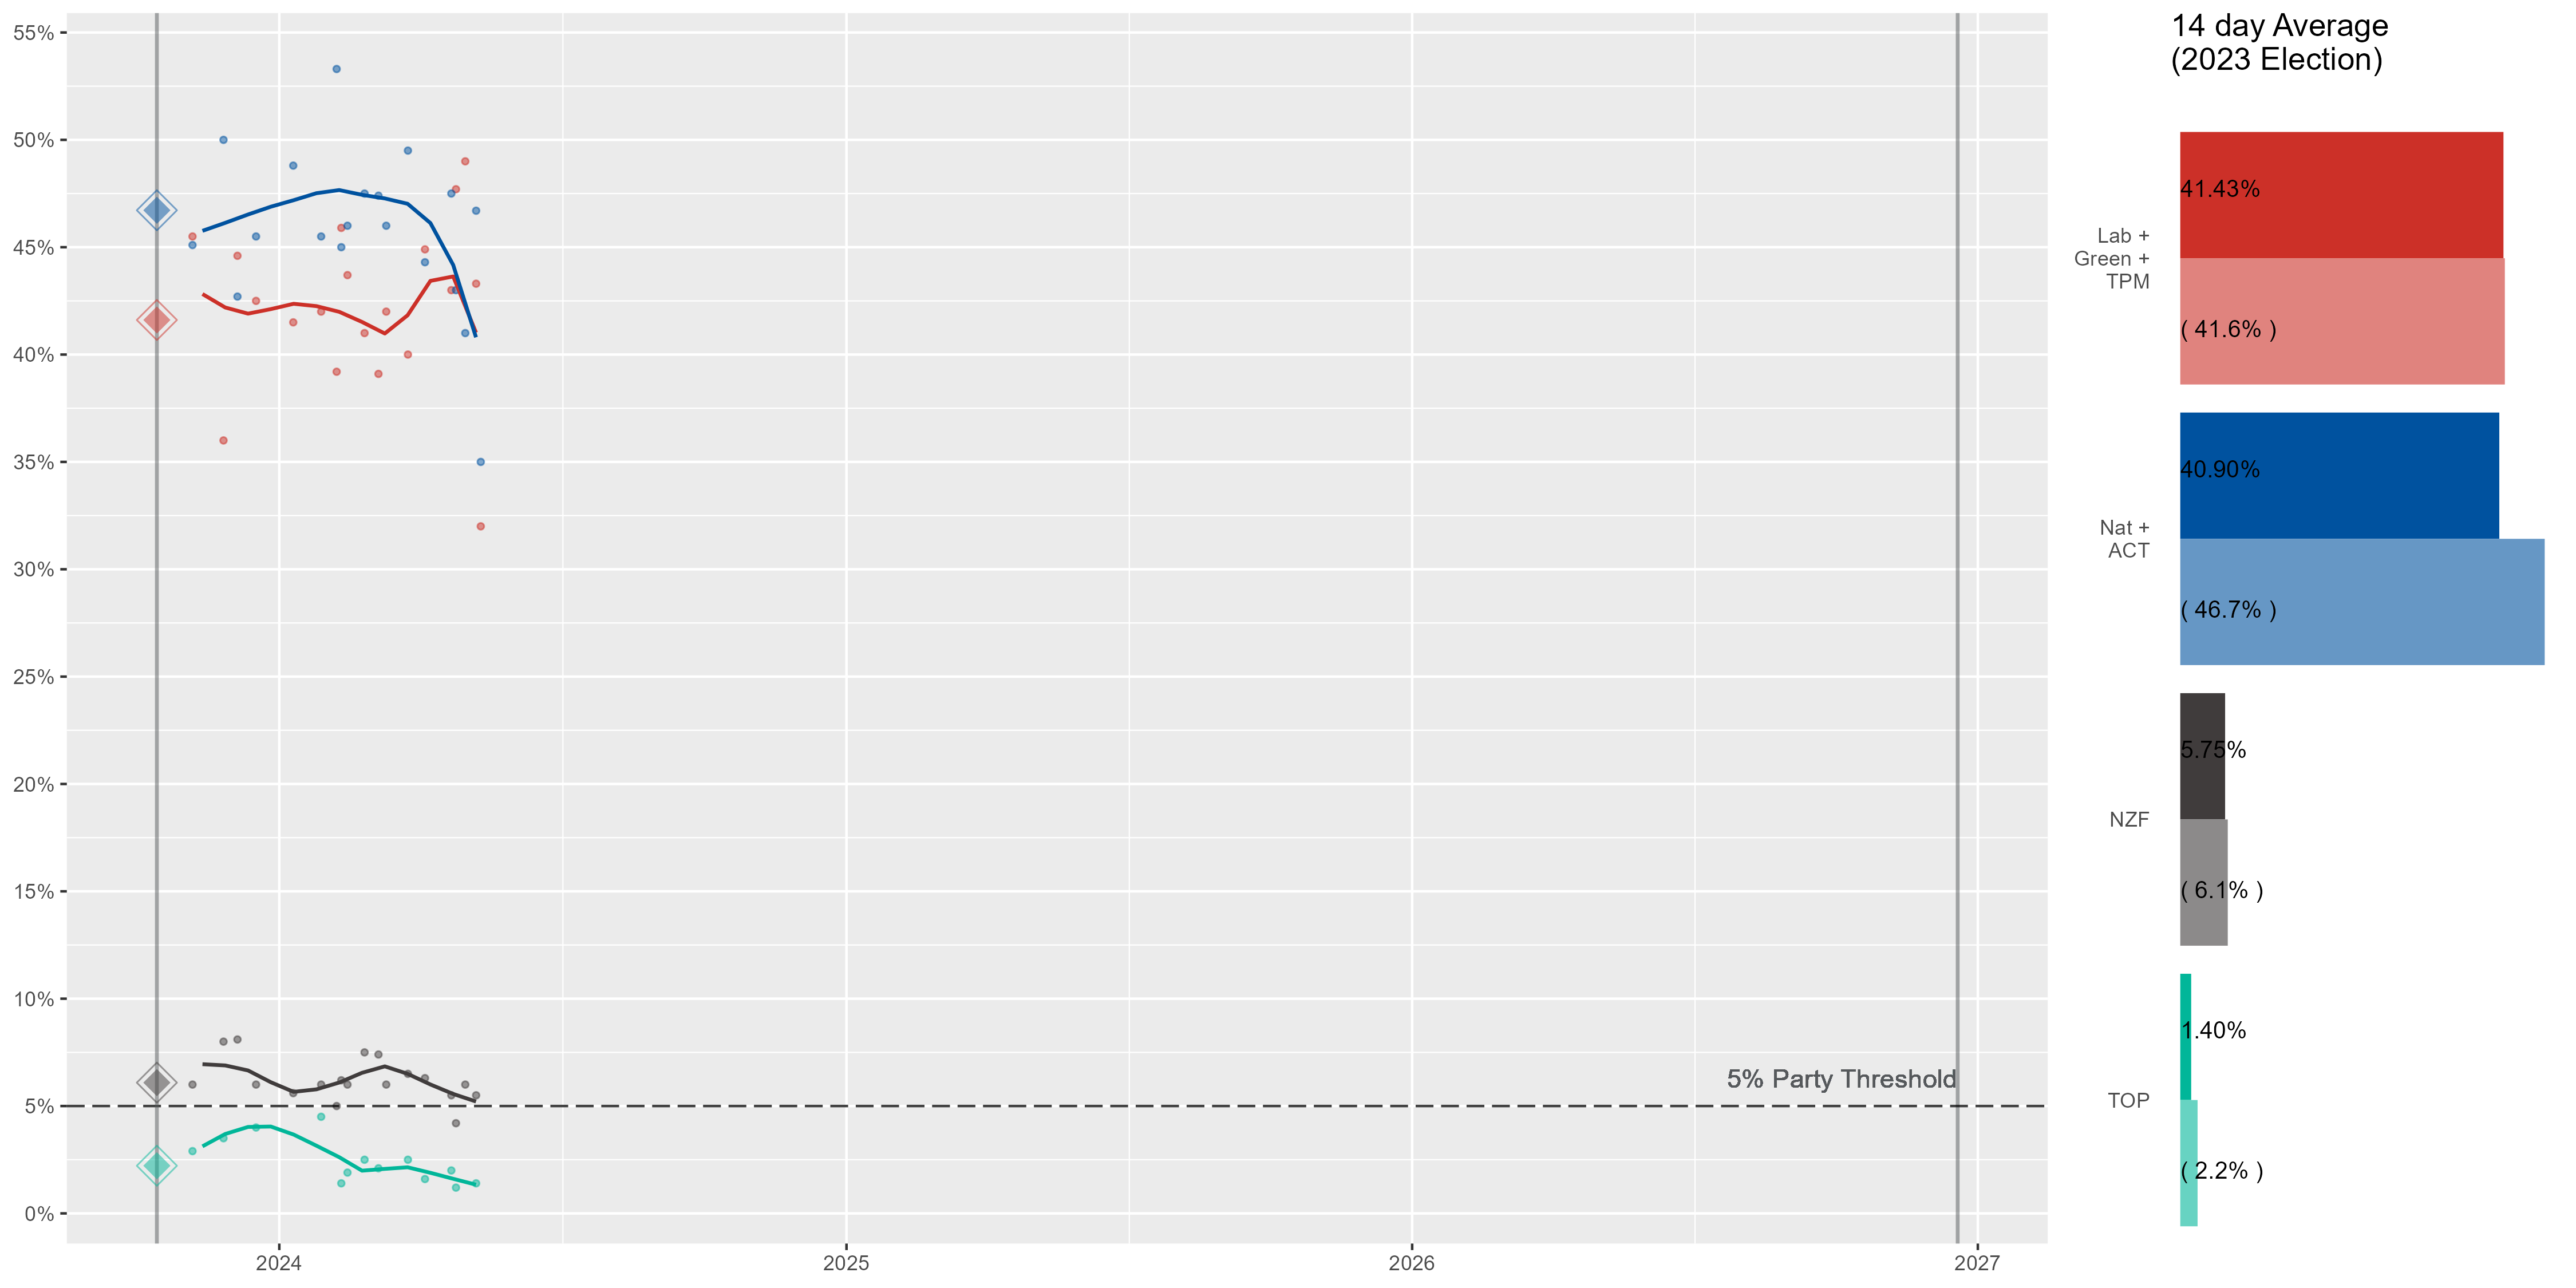 55%
50%
45%
40%
35%
30%
25%
20%
15%
10%
5%
0%
2024
2025
2026
2027
5% Party Threshold
14 day Average
(2023 Election)
Lab +
Green +
TPM
41.43%
( 41.6% )
Nat +
ACT
40.90%
( 46.7% )
NZF
5.75%
( 6.1% )
TOP
1.40%
( 2.2% )